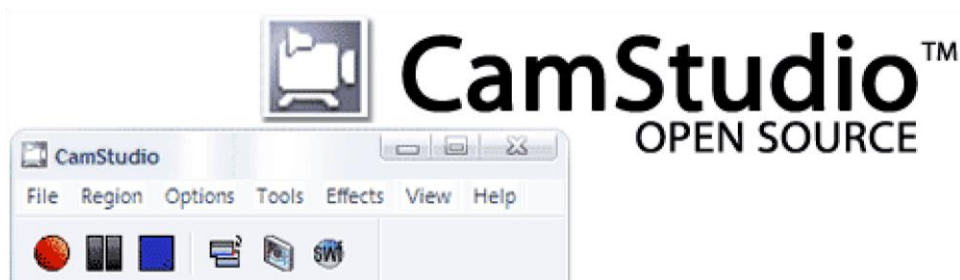 CamStudio™
OPEN SOURCE
CamStudio
File Region Options Tools Effects View Help
SWf